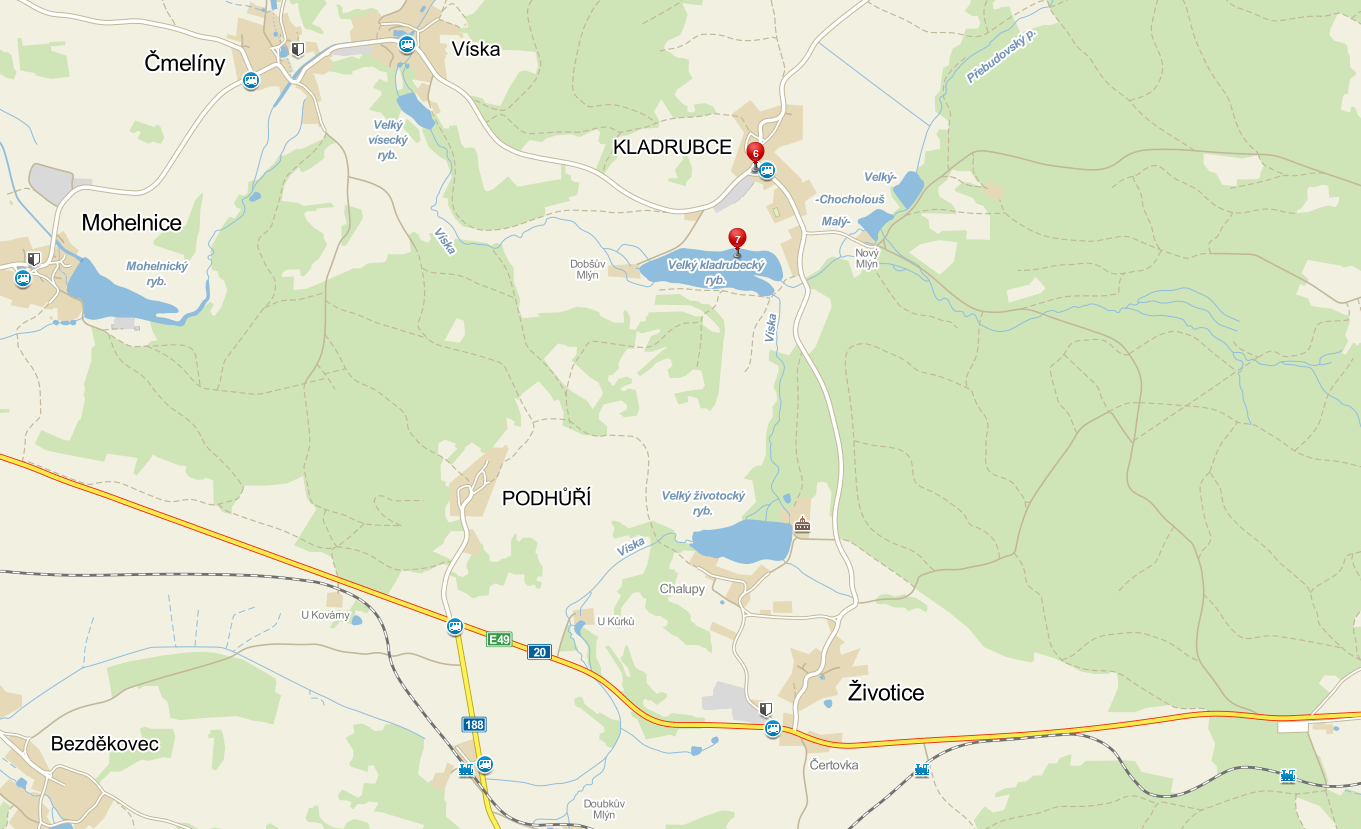 Čmelíny
Víska
Přebudovský p.
Velký
vísecký
ryb.
KLADRUBCE
6
Velký-
-Chocholouš
Malý-
Mohelnice
Víska
7
Nový
Mlýn
Mohelnický
ryb.
Dobšův
Mlýn
Velký kladrubecký
ryb.
Víska
PODHŮŘÍ
Velký životocký
ryb.
Víska
Chalupy
U Kovárny
U Kůrků
E49
20
Životice
188
Bezděkovec
Čertovka
Doubkův
Mlýn